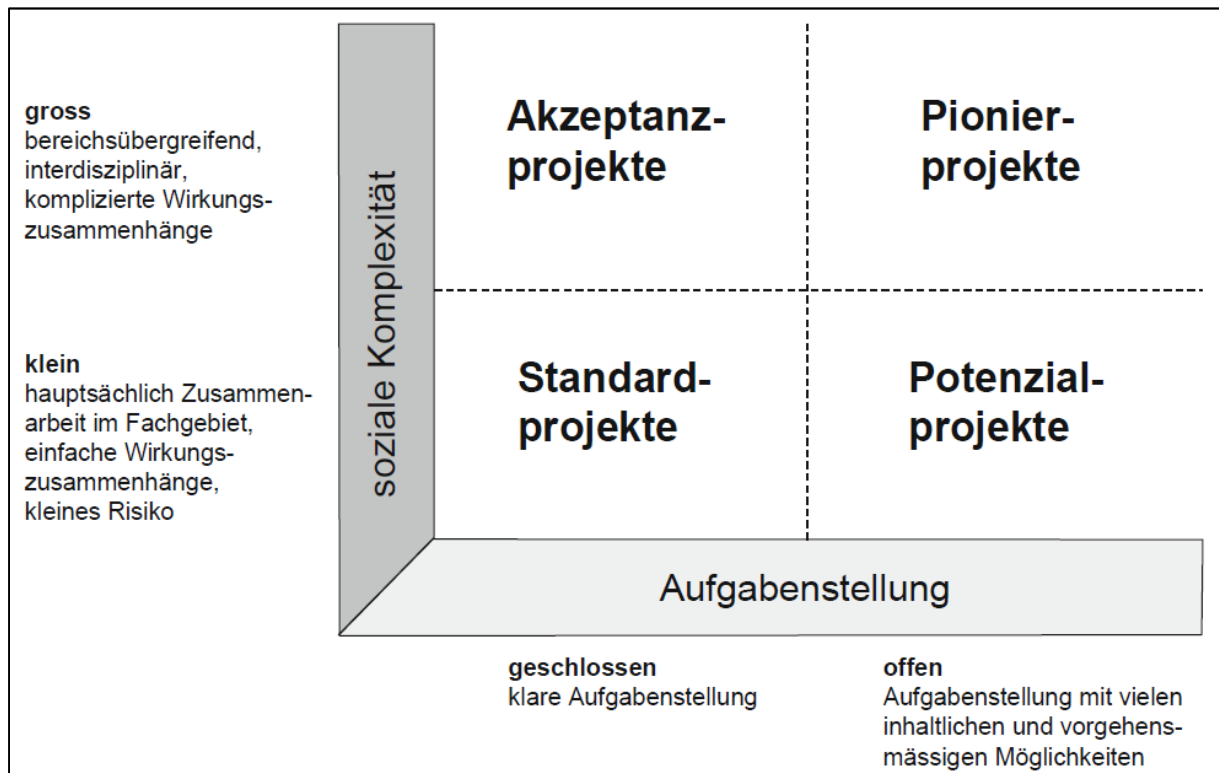 gross
bereichsübergreifend,
interdisziplinär,
komplizierte Wirkungs-
zusammenhänge
klein
hauptsächlich Zusammen-
arbeit im Fachgebiet,
einfache Wirkungs-
zusammenhänge,
kleines Risiko
soziale Komplexität
Akzeptanz-
projekte
Pionier-
projekte
Standard-
projekte
Potenzial-
projekte
Aufgabenstellung
geschlossen
klare Aufgabenstellung
offen
Aufgabenstellung mit vielen
inhaltlichen und vorgehens-
mässigen Möglichkeiten